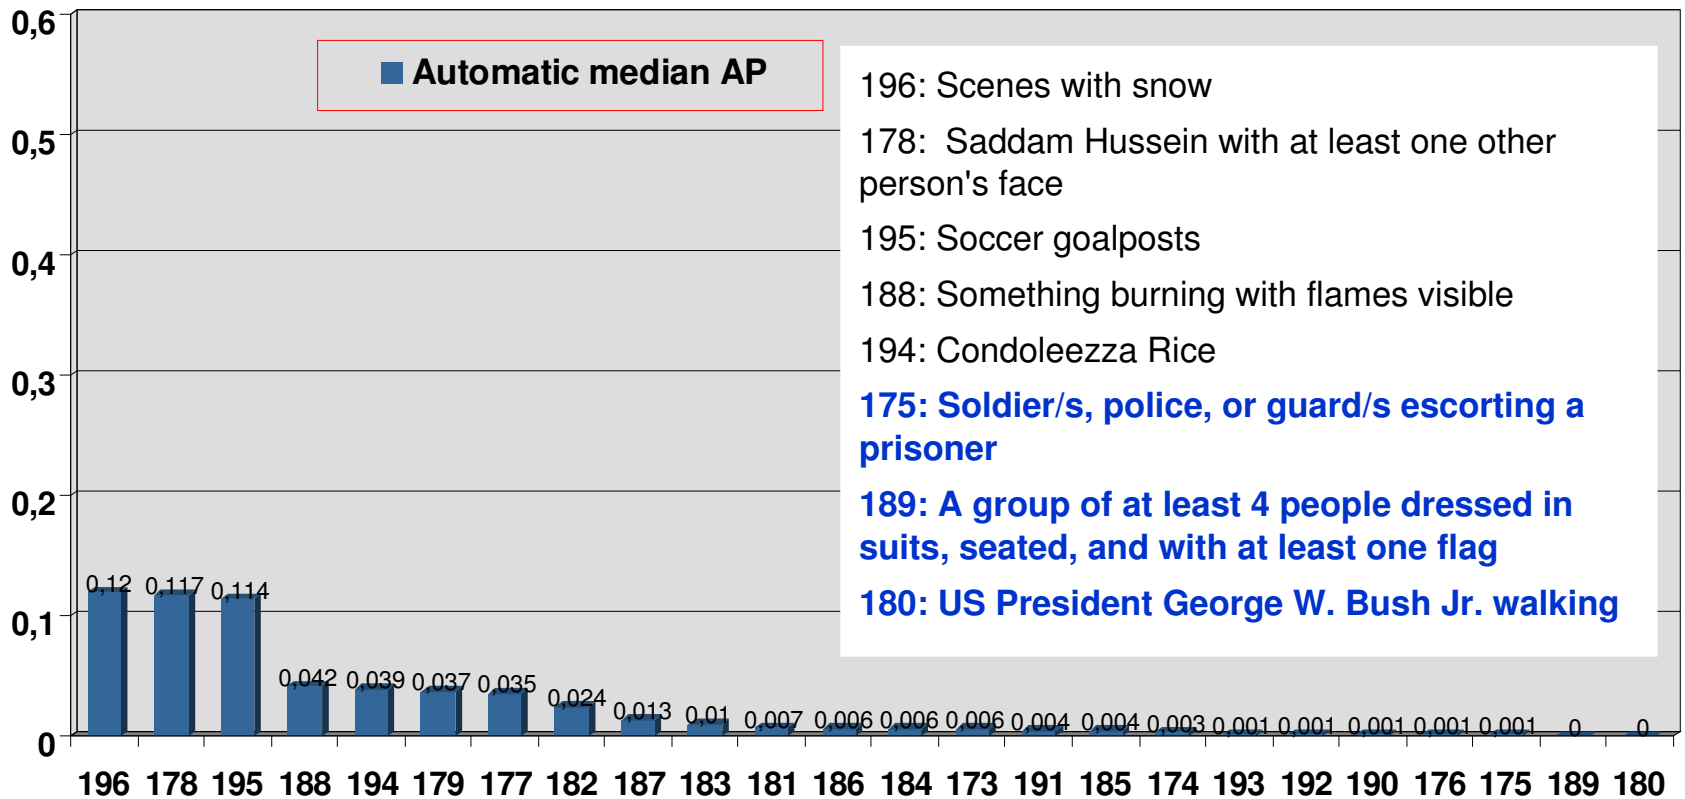 0,6
0,5
0,4
0,3
0,2
0,1
0
Automatic median AP
196: Scenes with snow
178:  Saddam Hussein with at least one other
person's face
195: Soccer goalposts
188: Something burning with flames visible
194: Condoleezza Rice
175: Soldier/s, police, or guard/s escorting a
prisoner
189: A group of at least 4 people dressed in
suits, seated, and with at least one flag
180: US President George W. Bush Jr. walking
0,12 0,117 0,114 0,042 0,039 0,037 0,035 0,024 0,013 0,01 0,007 0,006 0,006 0,006 0,004 0,004 0,003 0,001 0,001 0,001 0,001 0,001 0 0
196 178 195 188 194 179 177 182 187 183 181 186 184 173 191 185 174 193 192 190 176 175 189 180